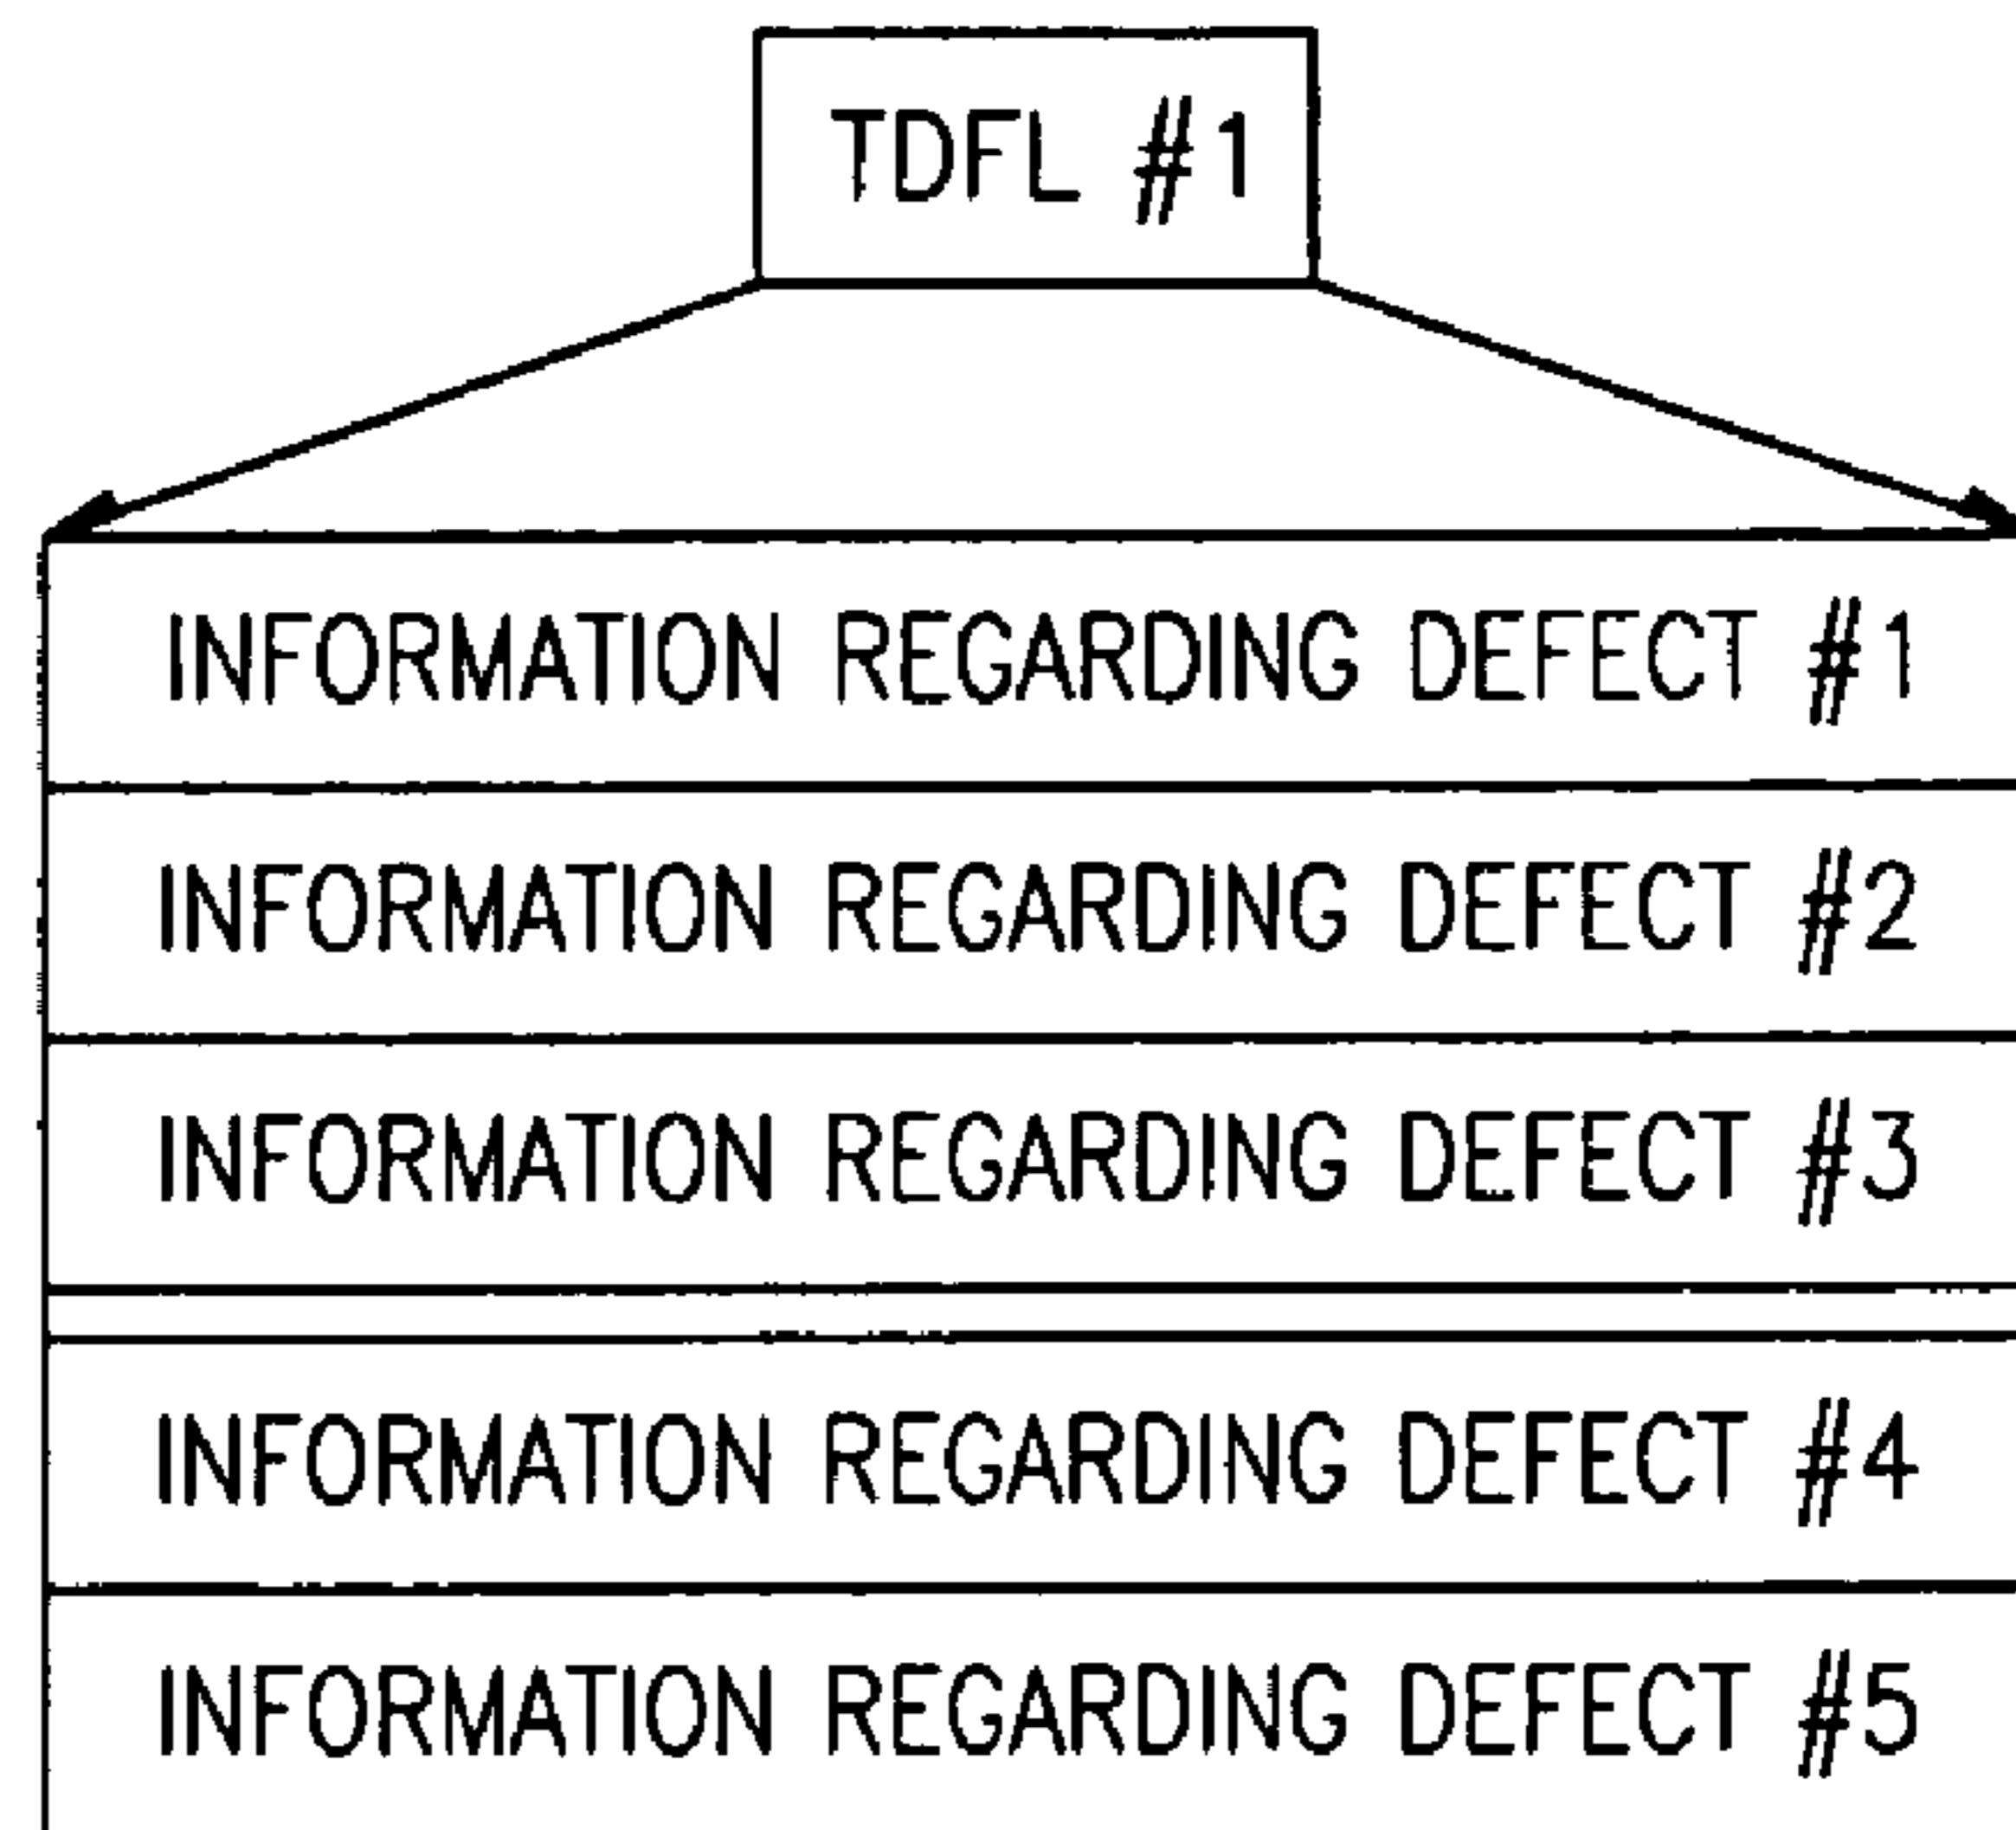 TDFL #1
INFORMATION REGARDING DEFECT #1
INFORMATION REGARDING DEFECT #2
INFORMATION REGARDING DEFECT #3
INFORMATION REGARDING DEFECT #4
INFORMATION REGARDING DEFECT #5